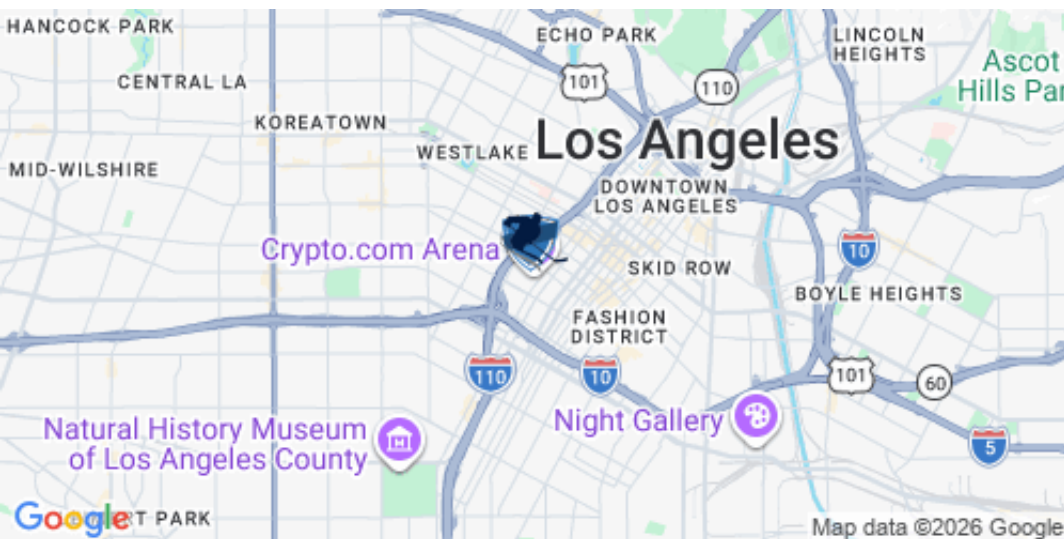 HANCOCK PARK
ECHO PARK
LINCOLN
HEIGHTS
Ascot
Hills Par
CENTRAL LA
101
110
KOREATOWN
WESTLAKE
Los Angeles
MID-WILSHIRE
DOWNTOWN
LOS ANGELES
Crypto.com Arena
10
SKID ROW
BOYLE HEIGHTS
FASHION
DISTRICT
110
10
101
60
Natural History Museum
of Los Angeles County
Night Gallery
5
Google
RT PARK
Map data ©2026 Google